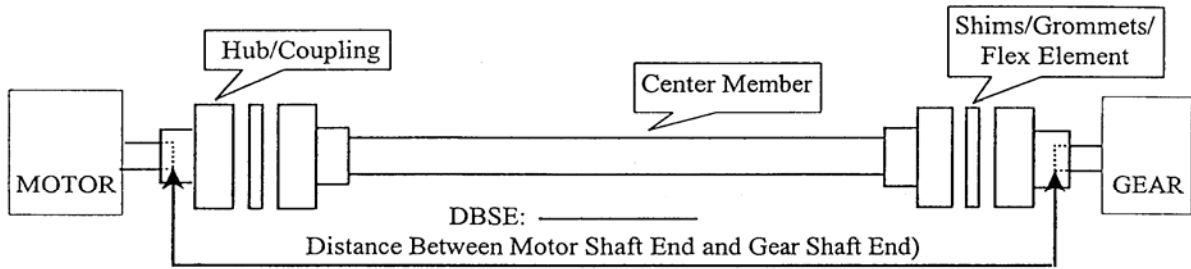 Hub/Coupling
Shims/Grommets/
Flex Element
Center Member
MOTOR
GEAR
DBSE:
Distance Between Motor Shaft End and Gear Shaft End)